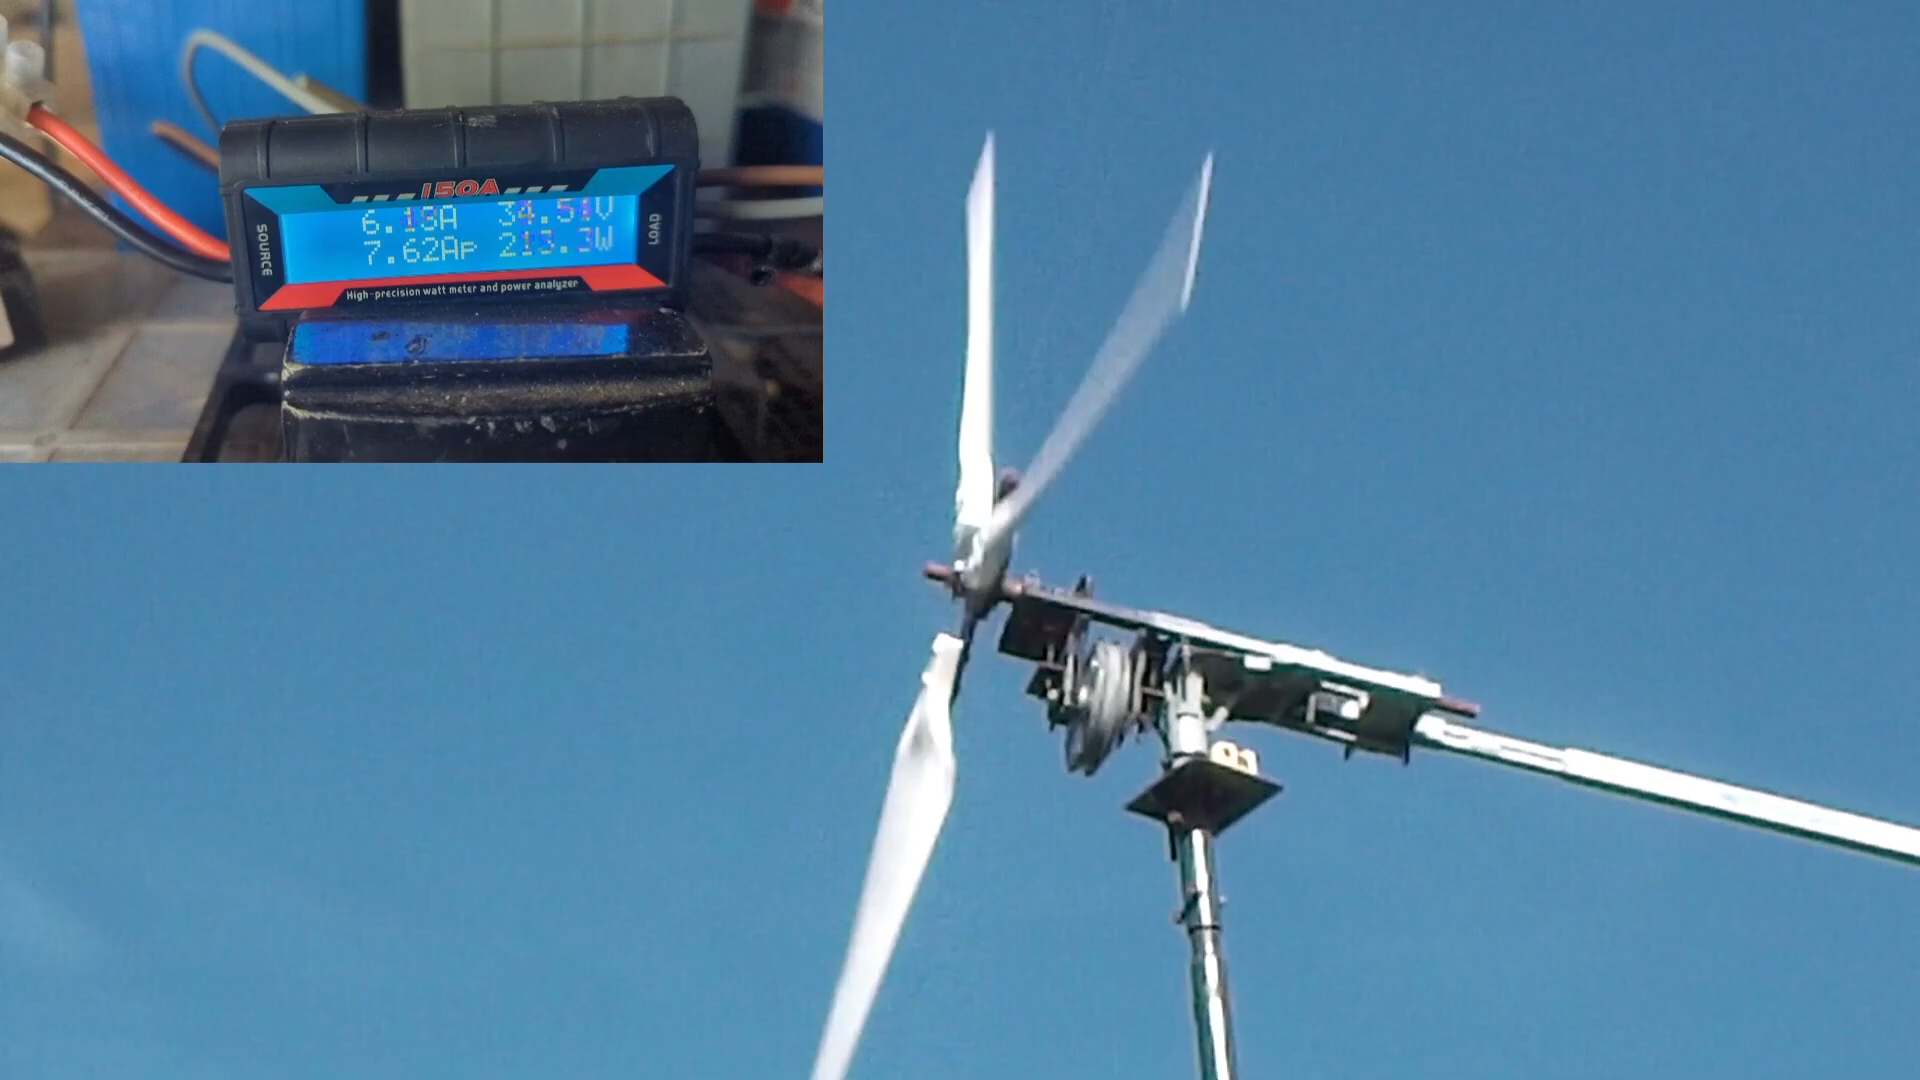 150A
SOURCE
6.18A 34.51V
7.62Ap 213.3W
LOAD
High-precision watt meter and power analyzer